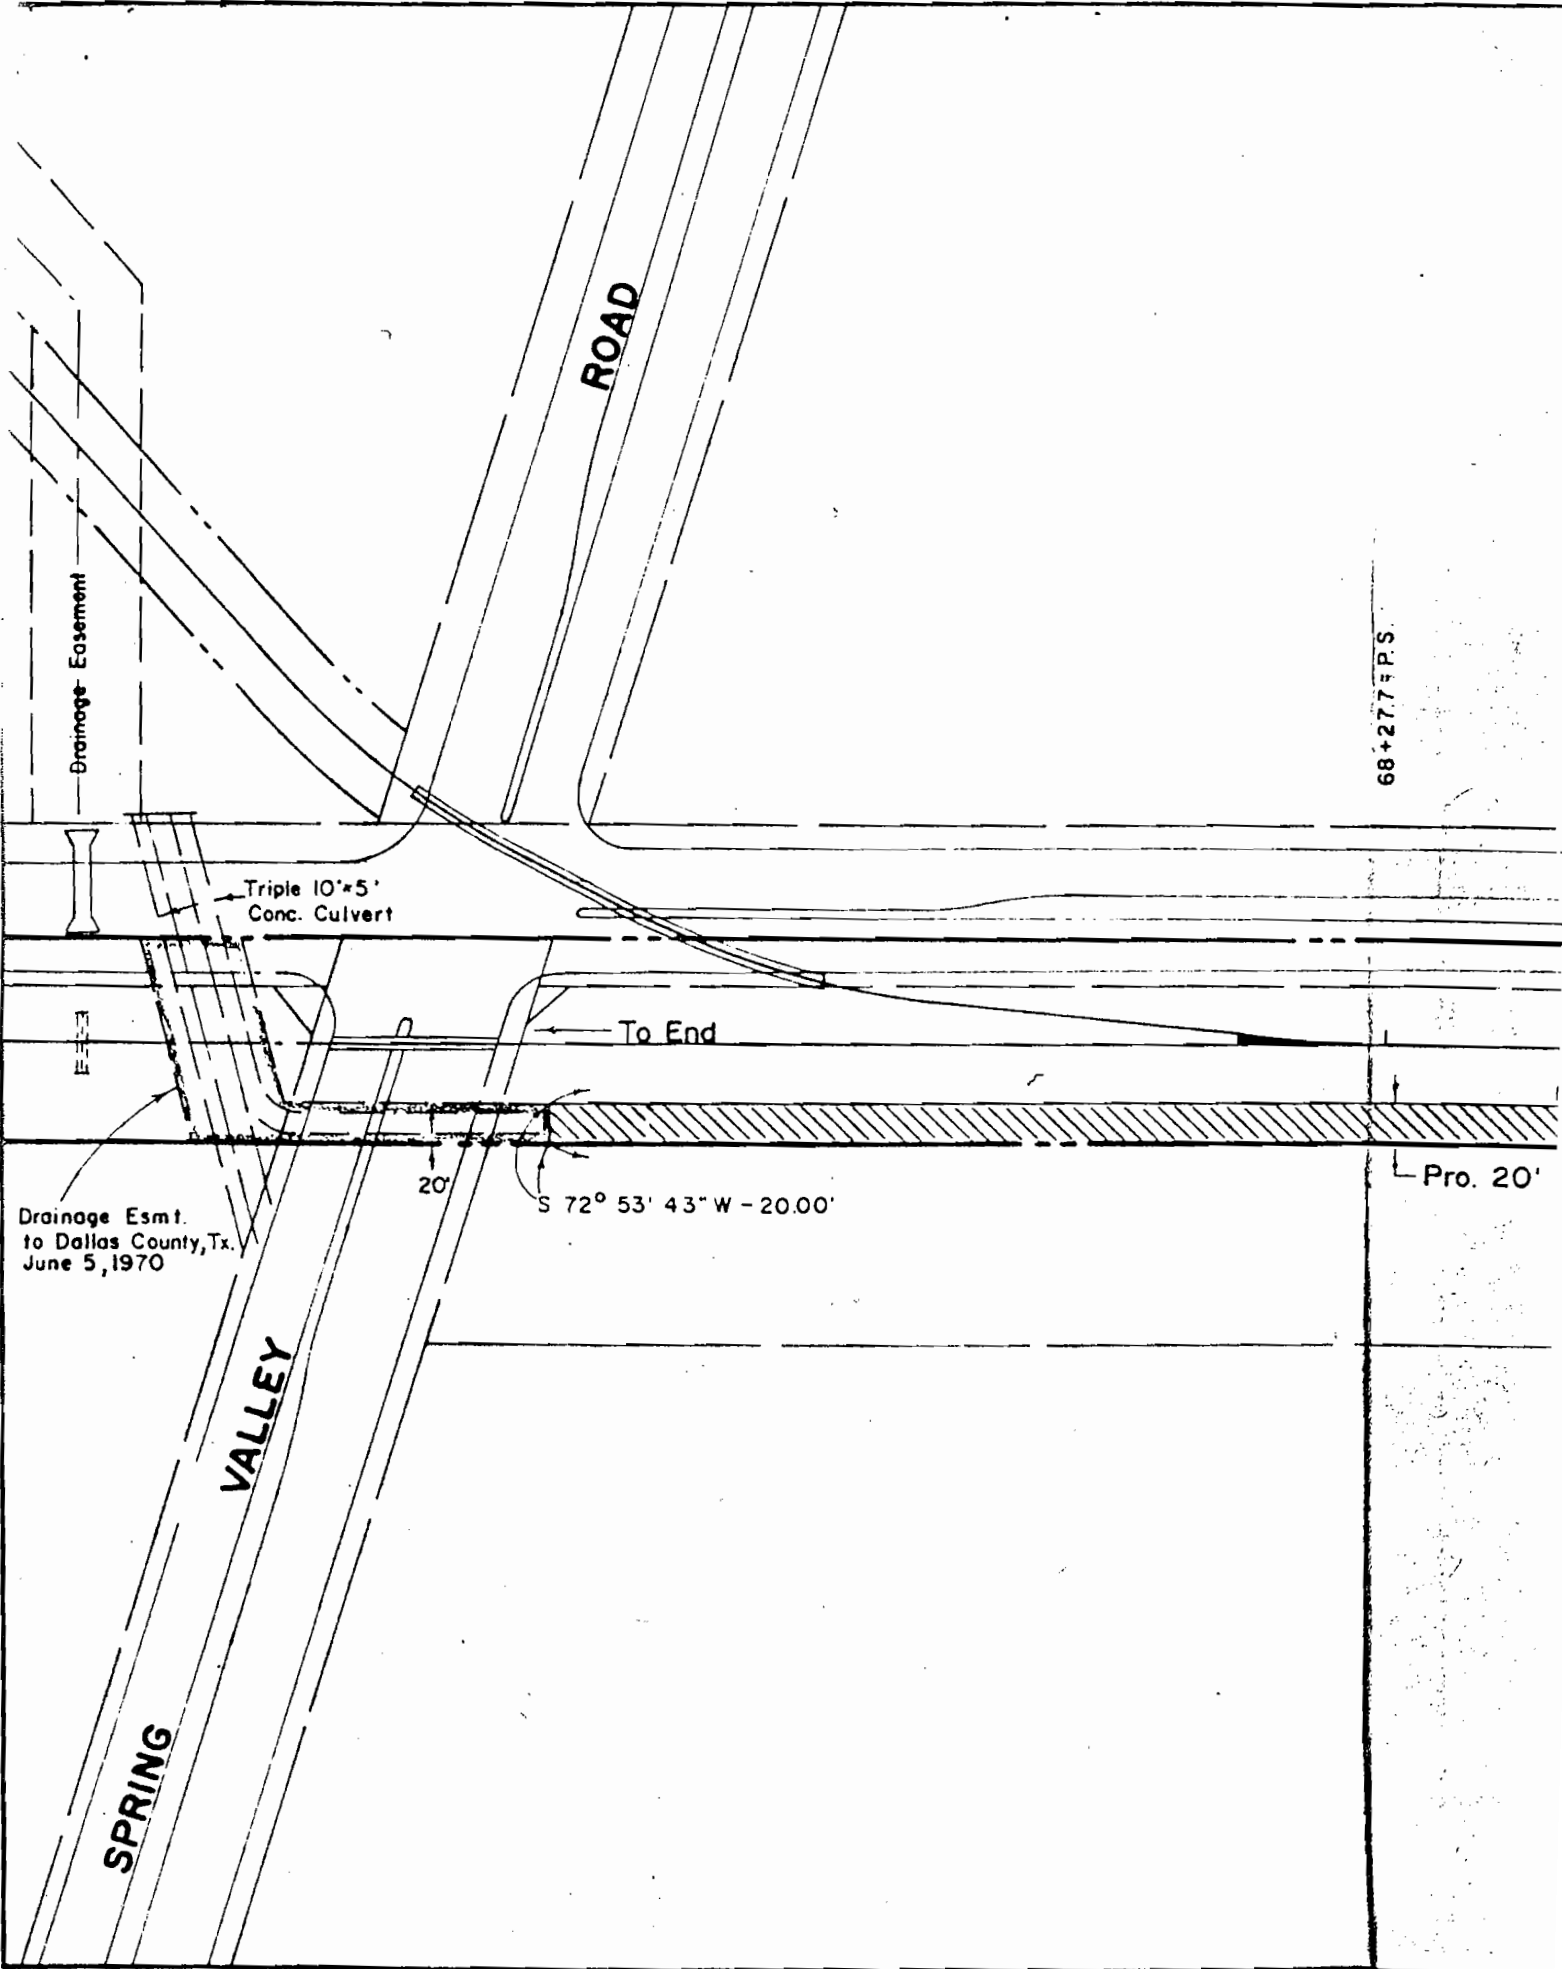 ROAD
Drainage Easement
68+27.7 = P.S.
Triple 10'x5'
Conc. Culvert
To End
20'
S 72° 53' 43" W - 20.00'
Pro. 20'
Drainage Esmt.
to Dallas County, Tx.
June 5, 1970
VALLEY
SPRING